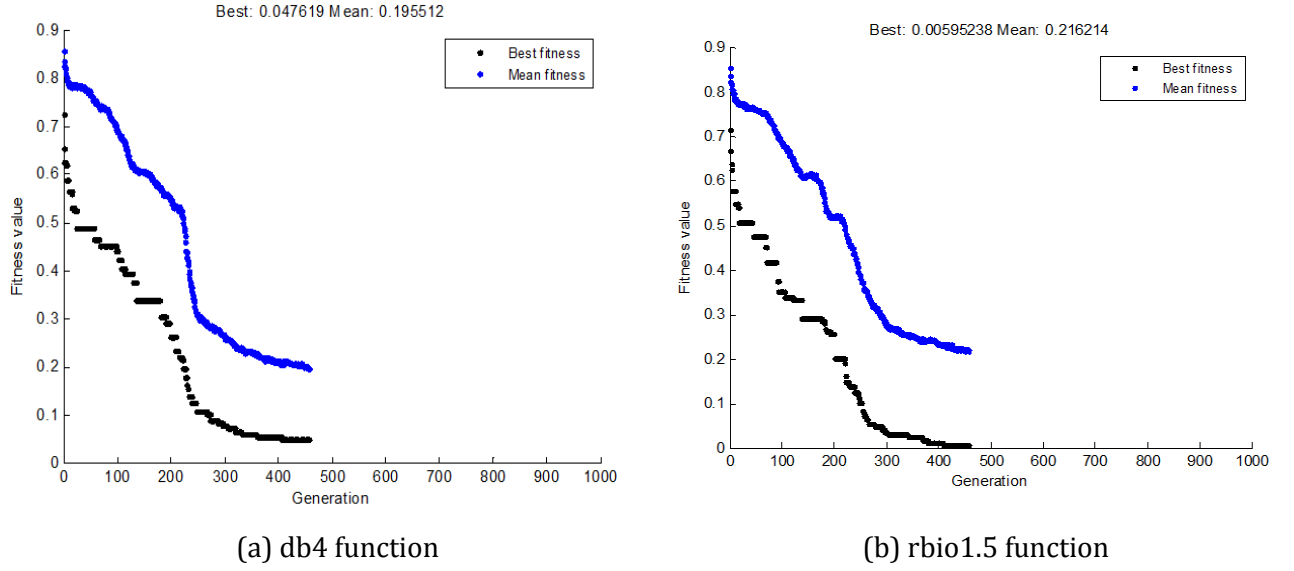 Best: 0.047619 Mean: 0.195512
0.9
0.8
0.7
0.6
0.5
0.4
0.3
0.2
0.1
0
Fitness value
Best fitness
Mean fitness
0 100 200 300 400 500 600 700 800 900 1000
Generation
(a) db4 function
Best: 0.00595238 Mean: 0.216214
0.9
0.8
0.7
0.6
0.5
0.4
0.3
0.2
0.1
0
Fitness value
Best fitness
Mean fitness
0 100 200 300 400 500 600 700 800 900 1000
Generation
(b) rbio1.5 function